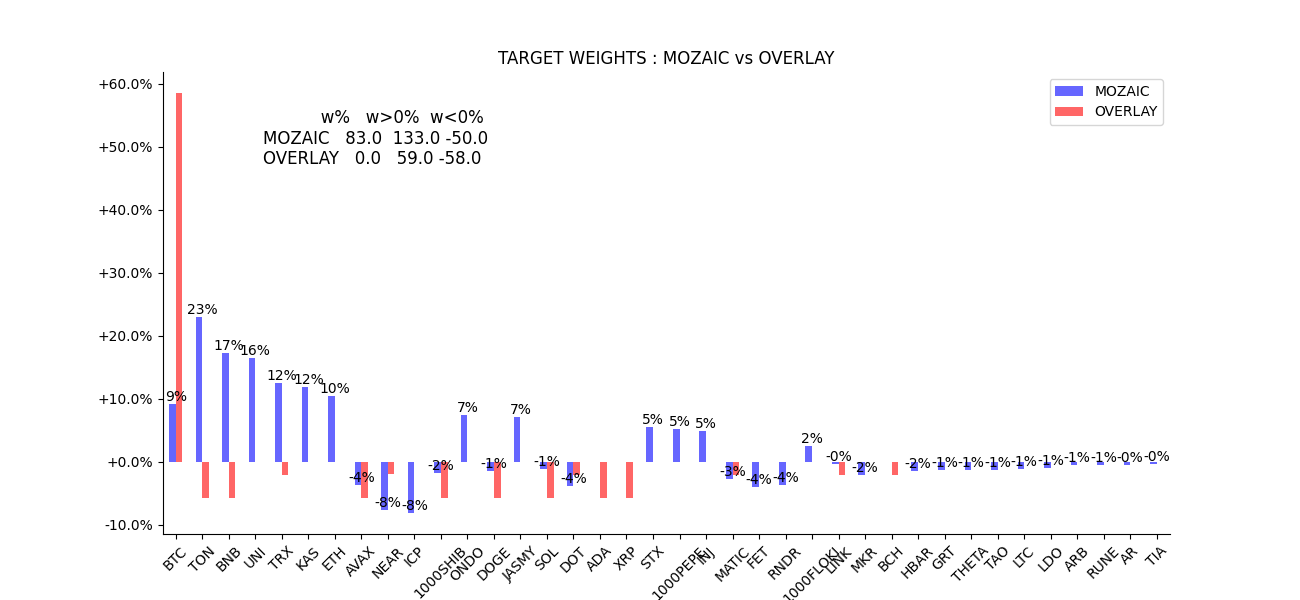 TARGET WEIGHTS : MOZAIC vs OVERLAY
+60.0%
+50.0%
+40.0%
+30.0%
+20.0%
+10.0%
+0.0%
-10.0%
w% w>0% w<0%
MOZAIC 83.0 133.0 -50.0
OVERLAY 0.0 59.0 -58.0
MOZAIC
OVERLAY
9% 23% 17% 16% 12% 12% 10% -4% -8% -8% -2% 7% -1% 7% -1% -4% 5% 5% 5% -3% -4% -4% 2% -0% -2% -2% -1% -1% -1% -1% -1% -1% -1% -0% -0%
BTC TON BNB UNI TRX KAS ETH AVAX NEAR ICP 1000SHIB ONDO DOGE JASMY SOL DOT ADA XRP STX 1000PEPE INJ MATIC FET RNDR 1000FLOKI LINK MKR BCH HBAR GRT THETA TAO LTC LDO ARB RUNE AR TIA